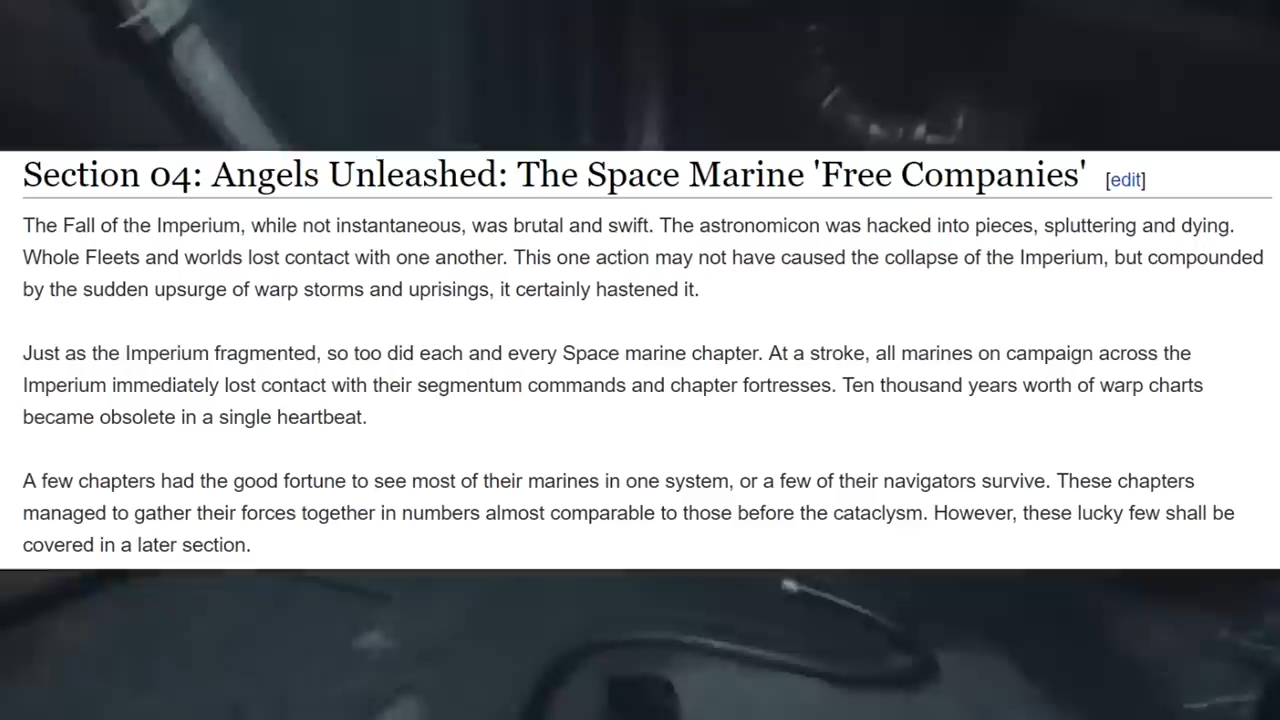 Section 04: Angels Unleashed: The Space Marine 'Free Companies' [edit]
The Fall of the Imperium, while not instantaneous, was brutal and swift. The astronomicon was hacked into pieces, spluttering and dying.
Whole Fleets and worlds lost contact with one another. This one action may not have caused the collapse of the Imperium, but compounded
by the sudden upsurge of warp storms and uprisings, it certainly hastened it.
Just as the Imperium fragmented, so too did each and every Space marine chapter. At a stroke, all marines on campaign across the
Imperium immediately lost contact with their segmentum commands and chapter fortresses. Ten thousand years worth of warp charts
became obsolete in a single heartbeat.
A few chapters had the good fortune to see most of their marines in one system, or a few of their navigators survive. These chapters
managed to gather their forces together in numbers almost comparable to those before the cataclysm. However, these lucky few shall be
covered in a later section.